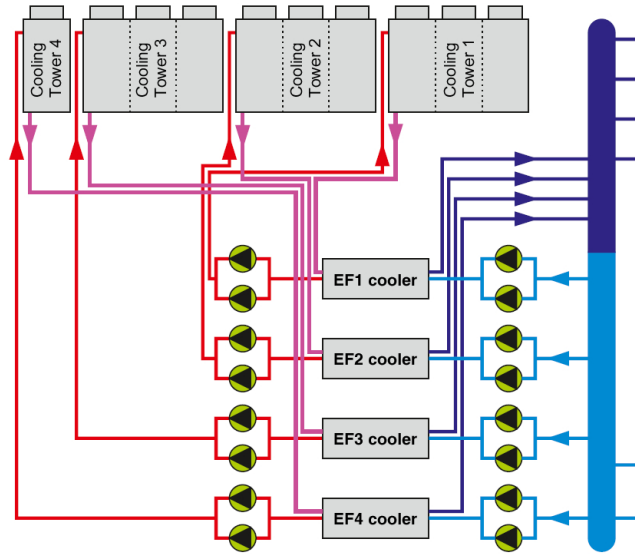 Cooling
Tower 4
Cooling
Tower 3
Cooling
Tower 2
Cooling
Tower 1
EF1 cooler
EF2 cooler
EF3 cooler
EF4 cooler